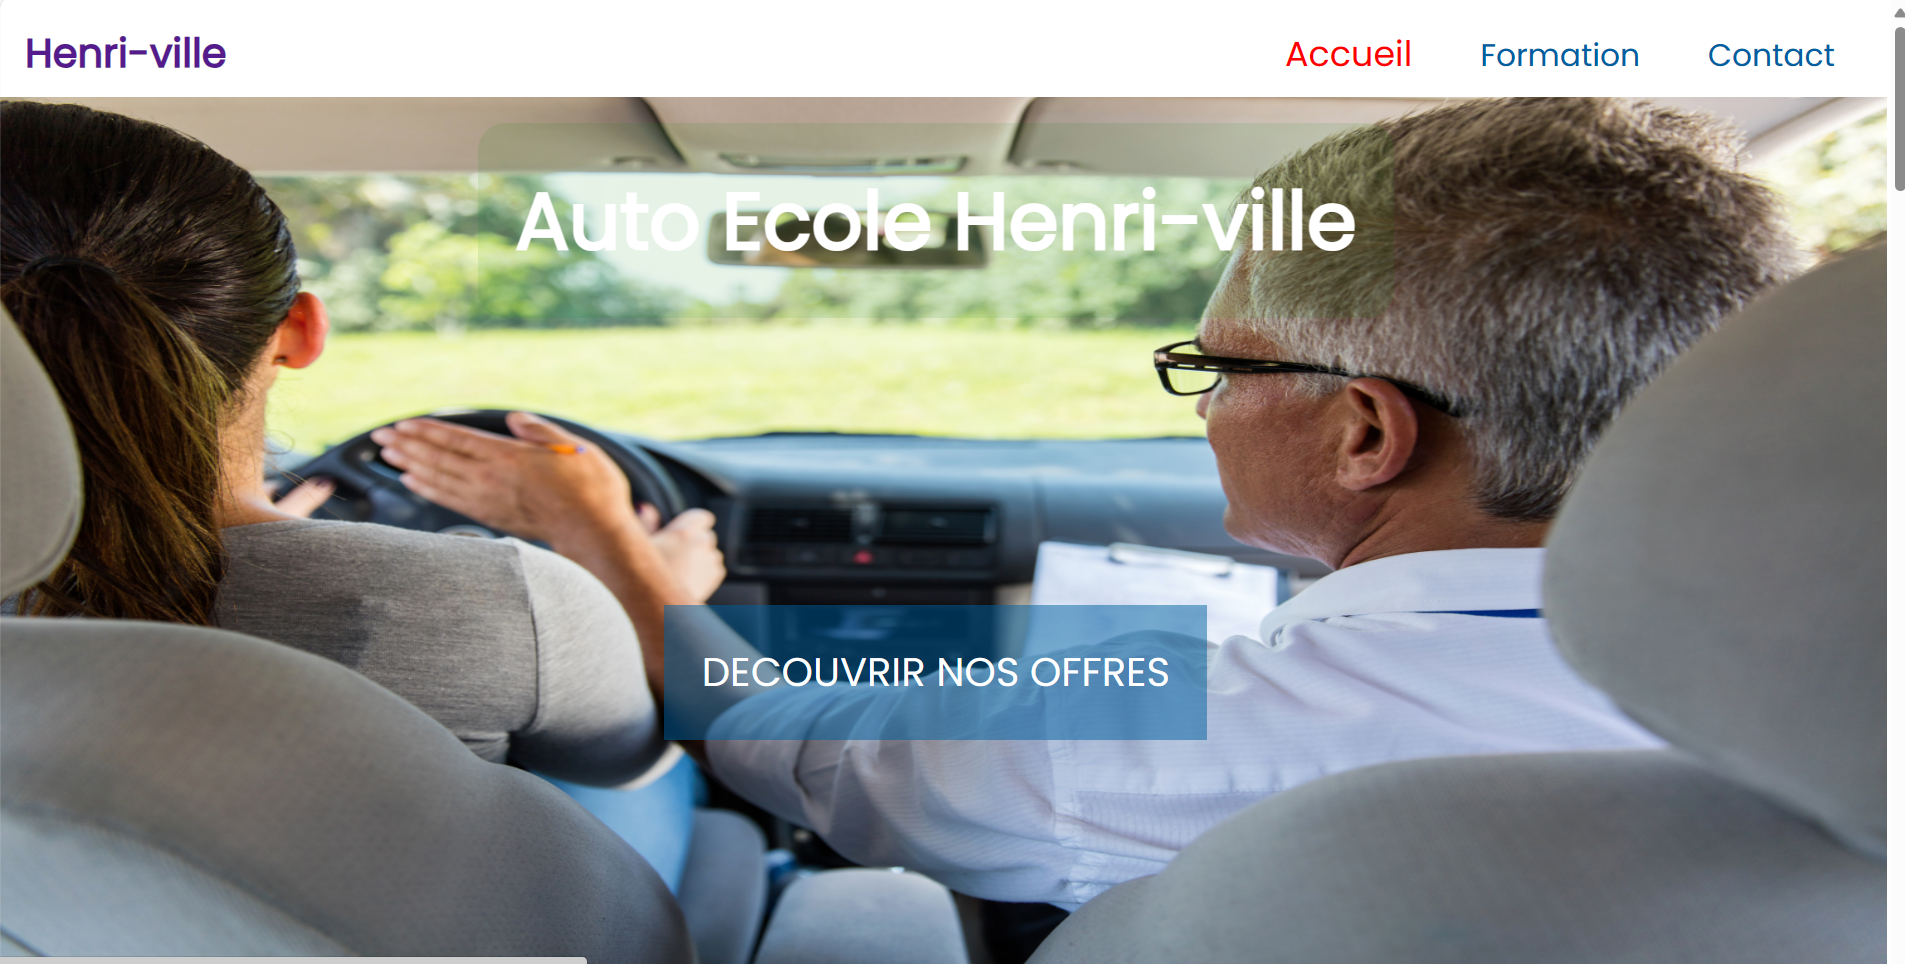 Henri-ville
Accueil
Formation
Contact
Auto Ecole Henri-ville
DECOUVRIR NOS OFFRES